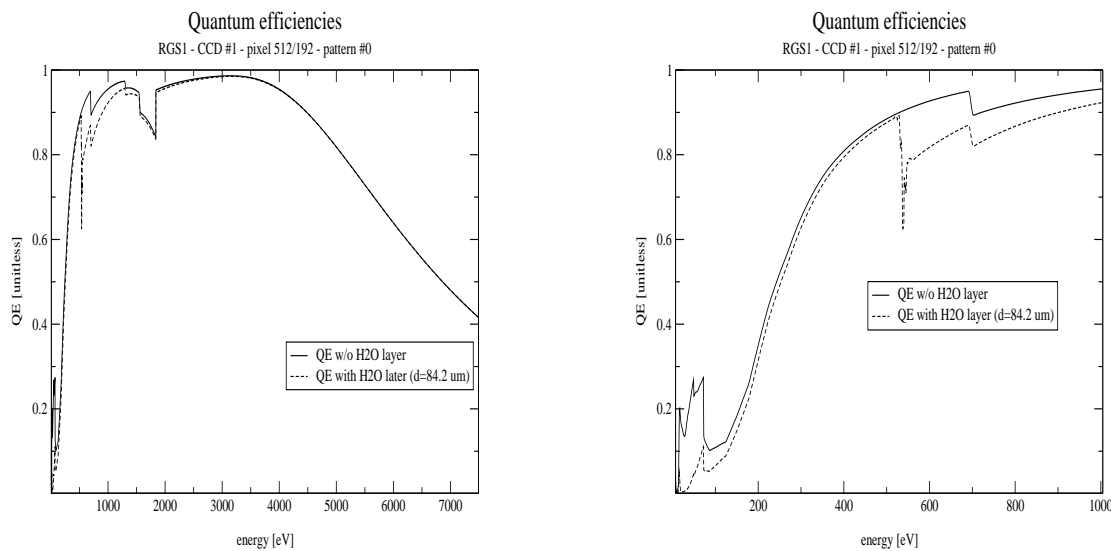 Quantum efficiencies
RGS1 - CCD #1 - pixel 512/192 - pattern #0
1
0.8
0.6
0.4
0.2
QE [unitless]
QE w/o H2O layer
QE with H2O later (d=84.2 um)
1000 2000 3000 4000 5000 6000 7000
energy [eV]
Quantum efficiencies
RGS1 - CCD #1 - pixel 512/192 - pattern #0
1
0.8
0.6
0.4
0.2
QE [unitless]
QE w/o H2O layer
QE with H2O layer (d=84.2 um)
200 400 600 800 1000
energy [eV]